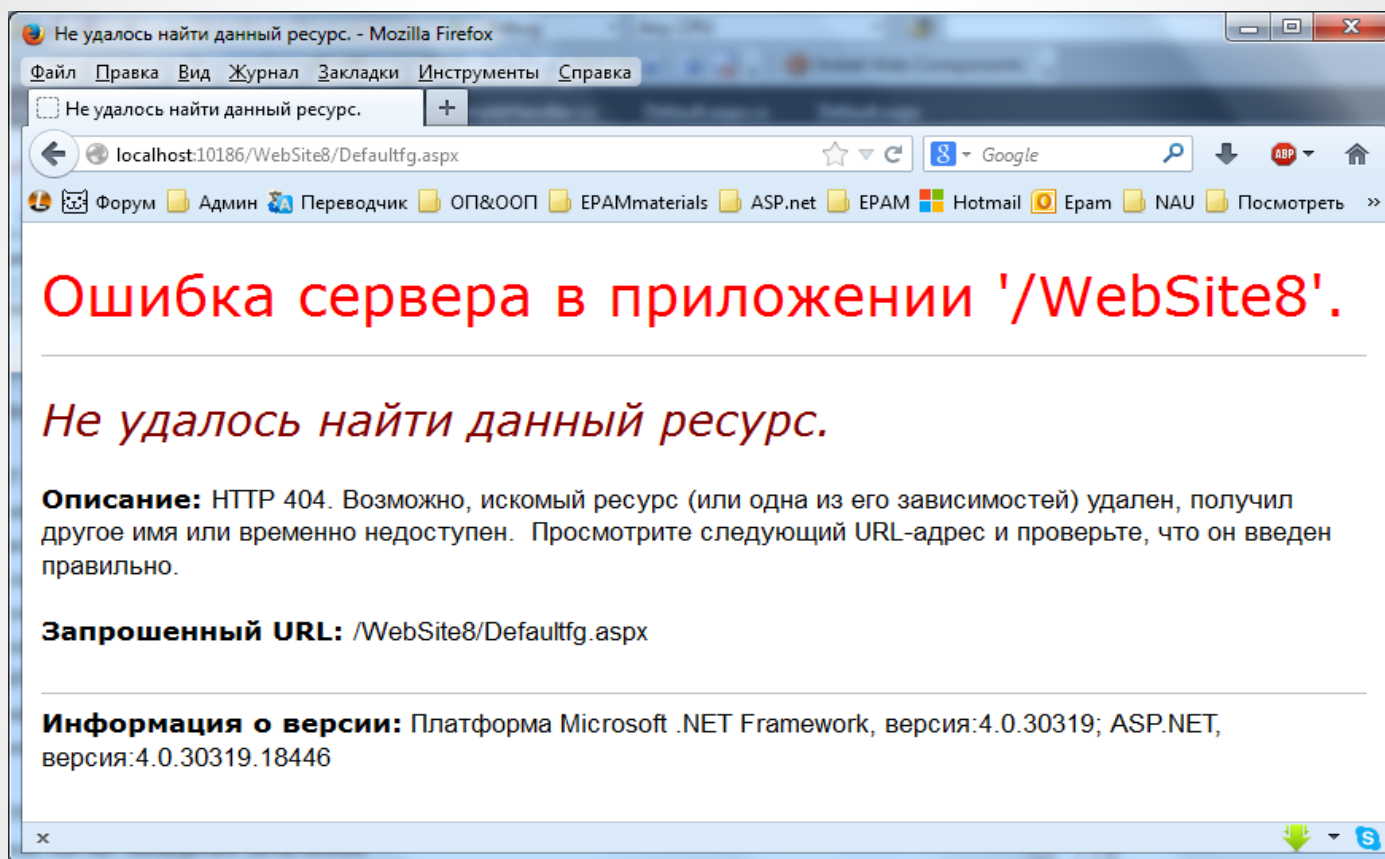 Не удалось найти данный ресурс. - Mozilla Firefox
Файл Правка Вид Журнал Закладки Инструменты Справка
Не удалось найти данный ресурс. +
localhost:10186/WebSite8/Defaultfg.aspx 8 Google ABP
Форум Админ Переводчик ОП&ООП EPAMmaterials ASP.net EPAM Hotmail Epam NAU Посмотреть »
Ошибка сервера в приложении '/WebSite8'.
Не удалось найти данный ресурс.
Описание: HTTP 404. Возможно, искомый ресурс (или одна из его зависимостей) удален, получил
другое имя или временно недоступен. Просмотрите следующий URL-адрес и проверьте, что он введен
правильно.
Запрошенный URL: /WebSite8/Defaultfg.aspx
Информация о версии: Платформа Microsoft .NET Framework, версия:4.0.30319; ASP.NET,
версия:4.0.30319.18446
x